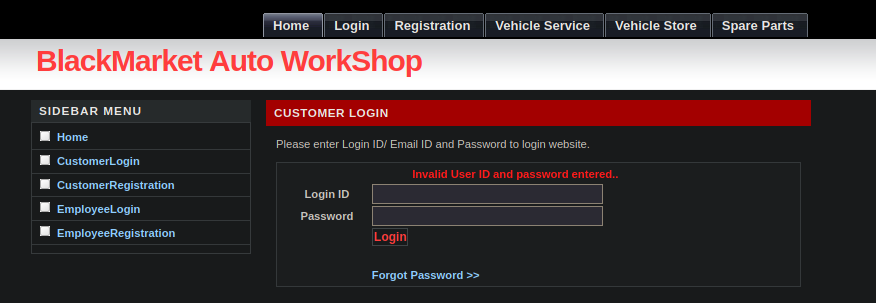 Home Login Registration Vehicle Service Vehicle Store Spare Parts
BlackMarket Auto WorkShop
SIDEBAR MENU
Home
CustomerLogin
CustomerRegistration
EmployeeLogin
EmployeeRegistration
CUSTOMER LOGIN
Please enter Login ID/ Email ID and Password to login website.
Invalid User ID and password entered..
Login ID
Password
Login
Forgot Password >>